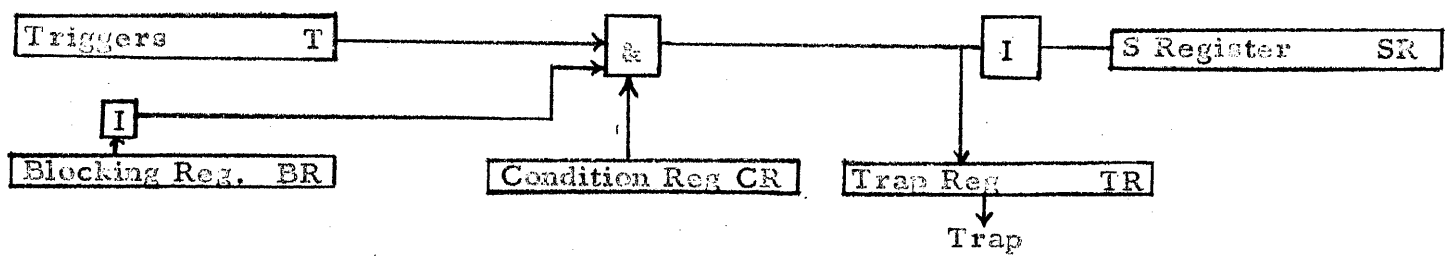 Triggers T
&
I
S Register SR
I
Blocking Reg. BR
Condition Reg CR
Trap Reg TR
Trap